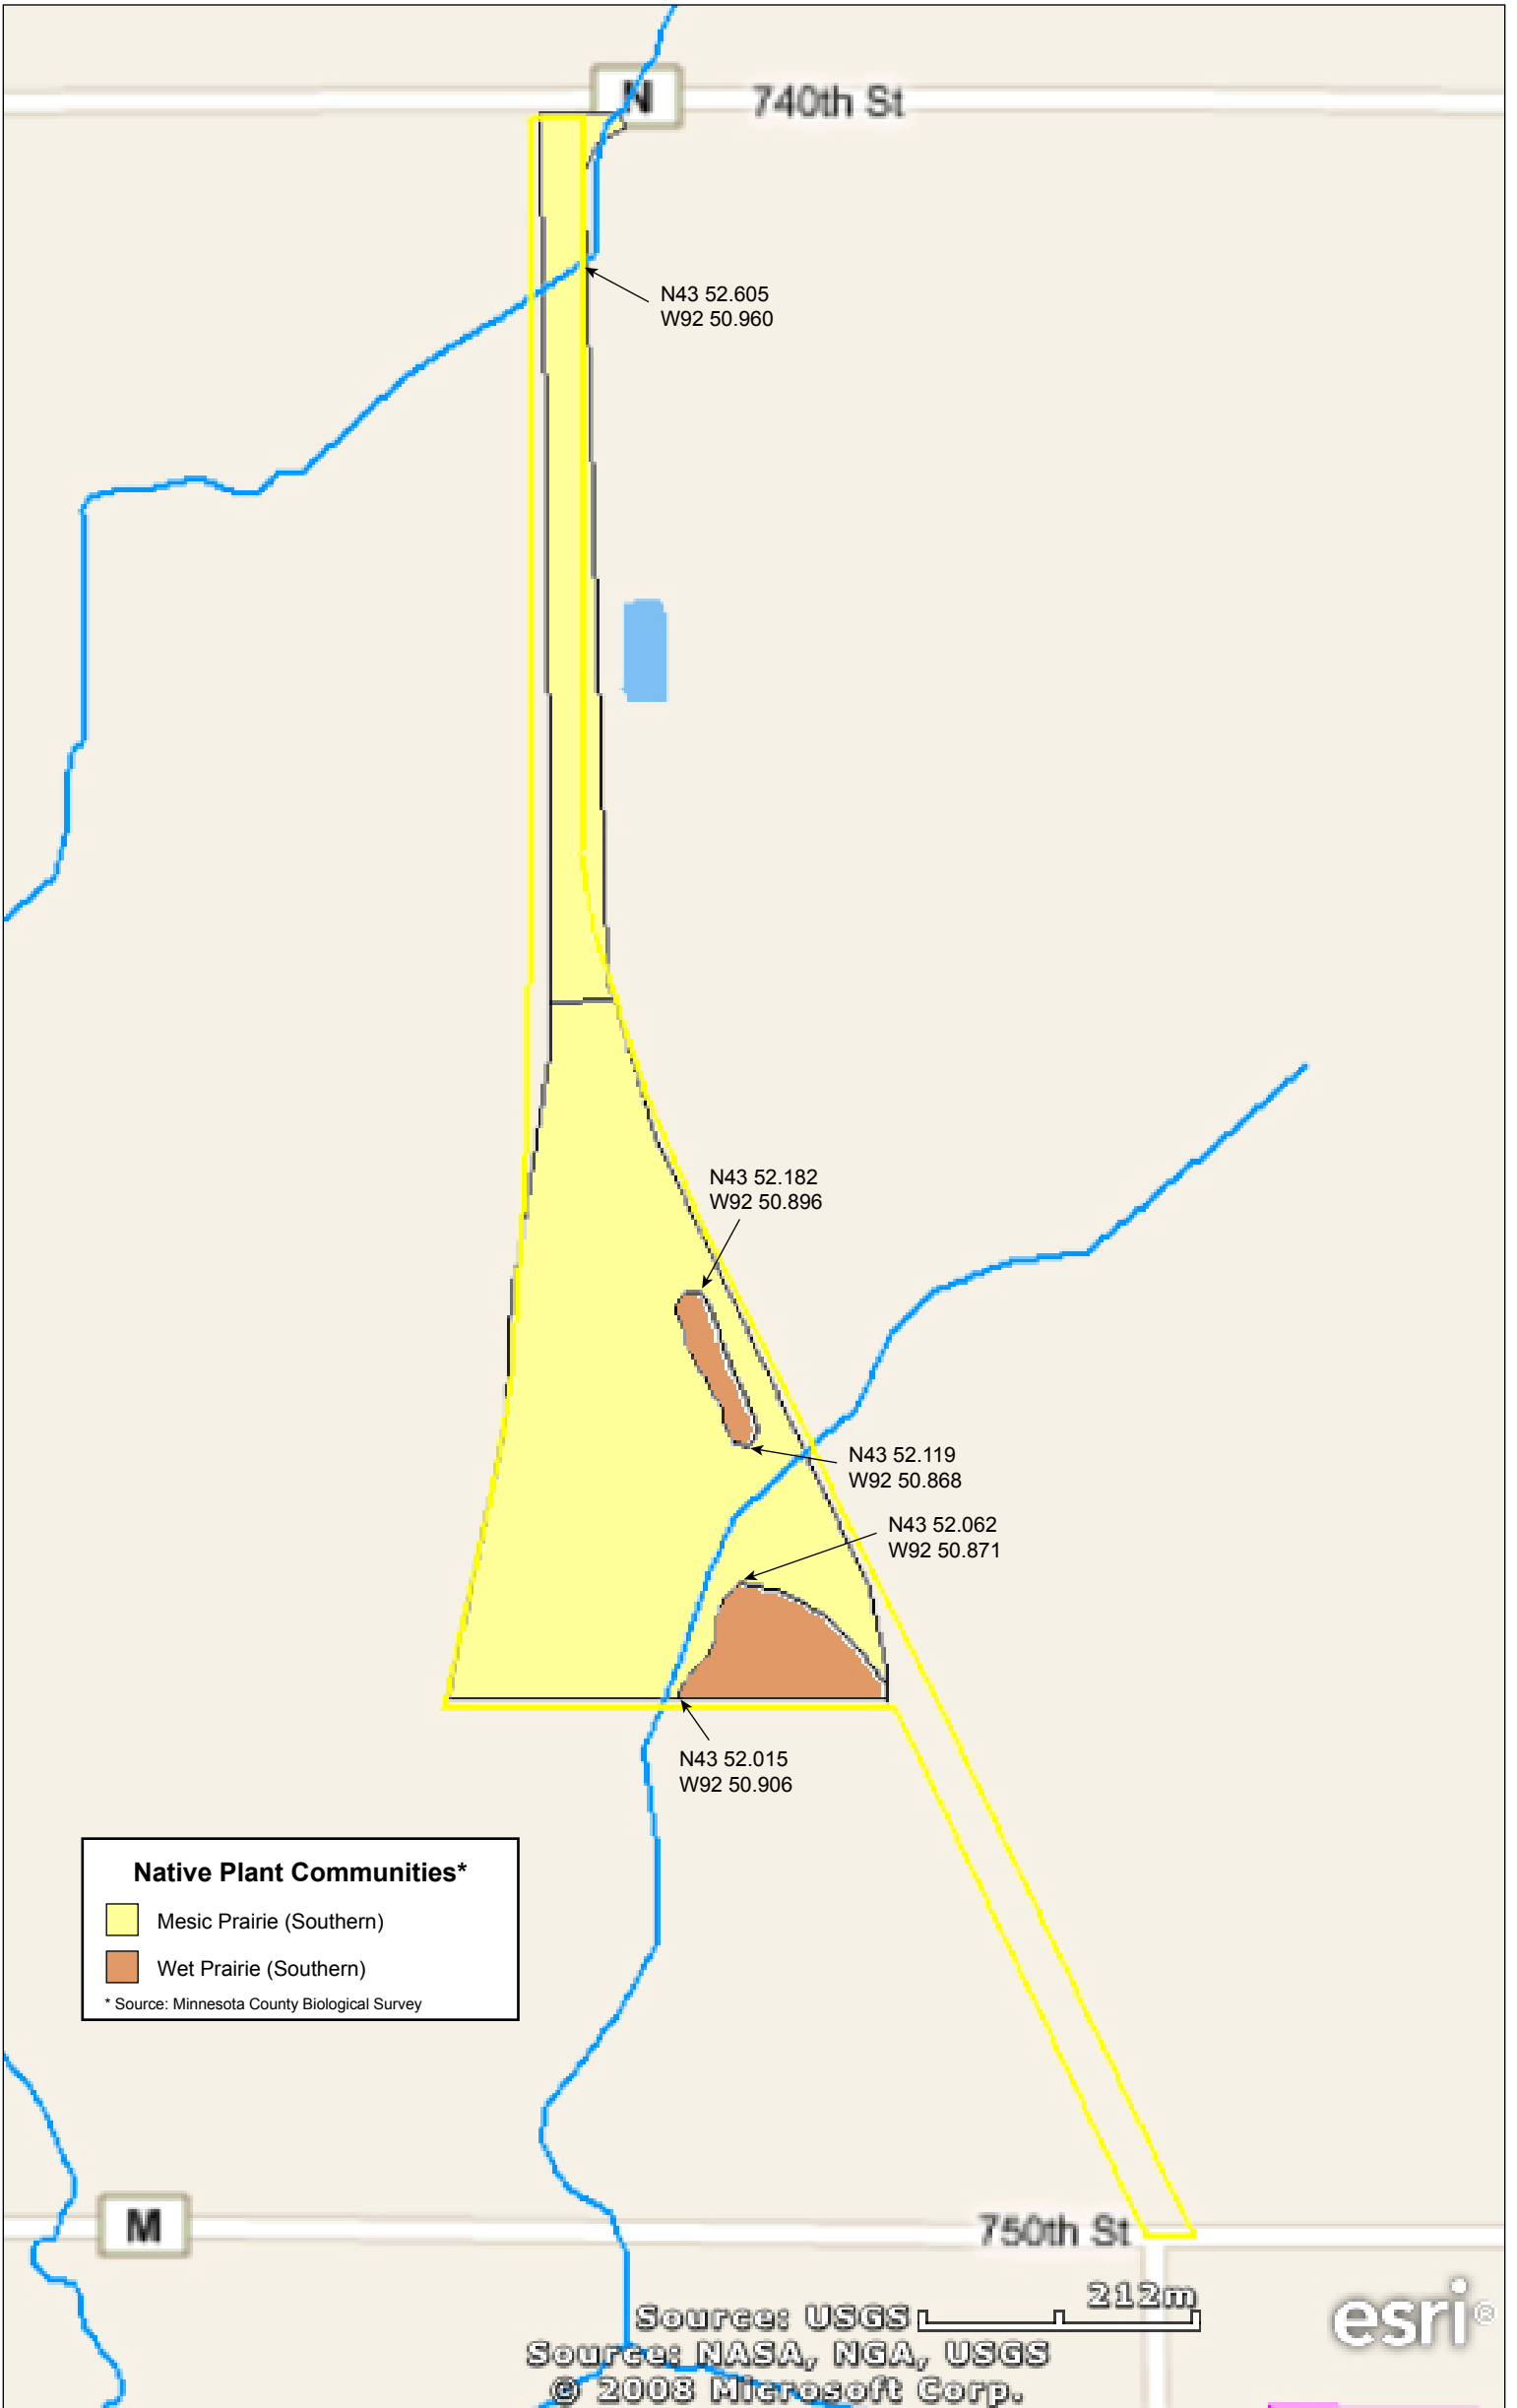 N
740th St
N43 52.605
W92 50.960
N43 52.182
W92 50.896
N43 52.119
W92 50.868
N43 52.062
W92 50.871
N43 52.015
W92 50.906
Native Plant Communities*
Mesic Prairie (Southern)
Wet Prairie (Southern)
* Source: Minnesota County Biological Survey
M
750th St
212m
Source: USGS
Source: NASA, NGA, USGS
© 2008 Microsoft Corp.
esri®